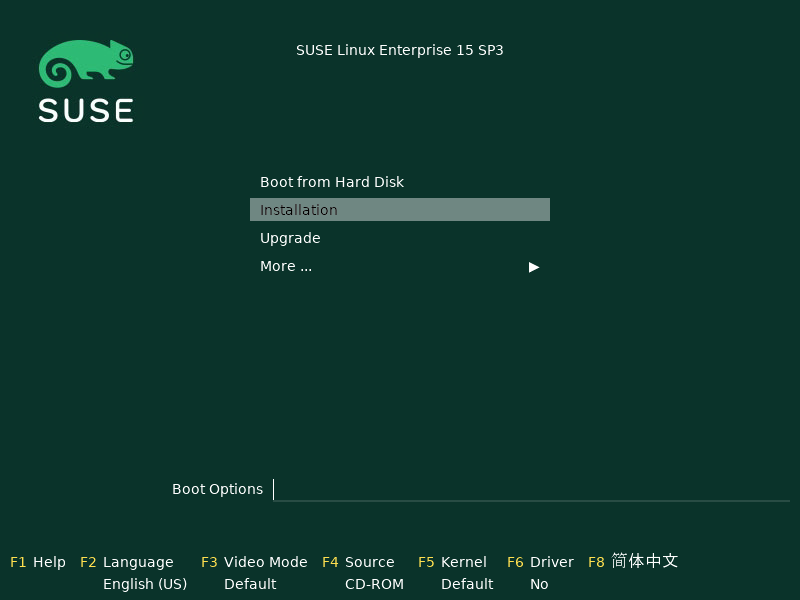 SUSE Linux Enterprise 15 SP3
SUSE
Boot from Hard Disk
Installation
Upgrade
More ...
Boot Options
F1 Help F2 Language F3 Video Mode F4 Source F5 Kernel F6 Driver F8 简体中文
English (US) Default CD-ROM Default No